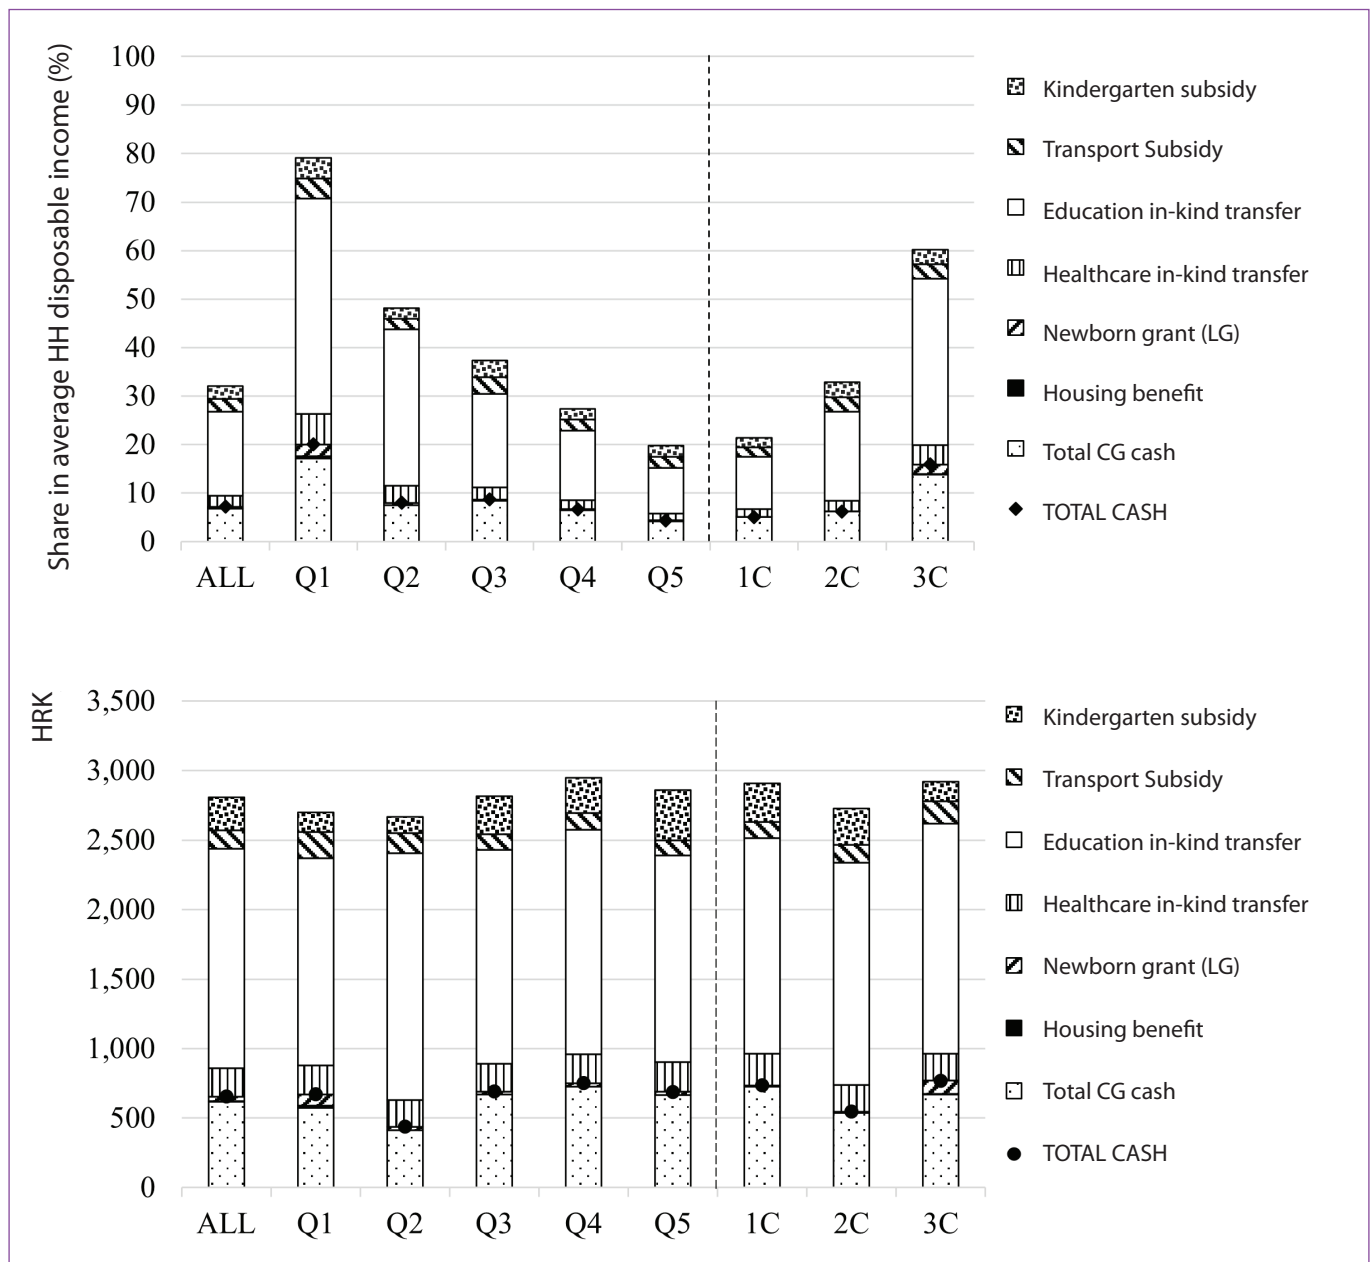 Share in average HH disposable income (%)
100
90
80
70
60
50
40
30
20
10
0
ALL Q1 Q2 Q3 Q4 Q5 1C 2C 3C
Kindergarten subsidy
Transport Subsidy
Education in-kind transfer
Healthcare in-kind transfer
Newborn grant (LG)
Housing benefit
Total CG cash
TOTAL CASH
HRK
3,500
3,000
2,500
2,000
1,500
1,000
500
0
ALL Q1 Q2 Q3 Q4 Q5 1C 2C 3C
Kindergarten subsidy
Transport Subsidy
Education in-kind transfer
Healthcare in-kind transfer
Newborn grant (LG)
Housing benefit
Total CG cash
TOTAL CASH